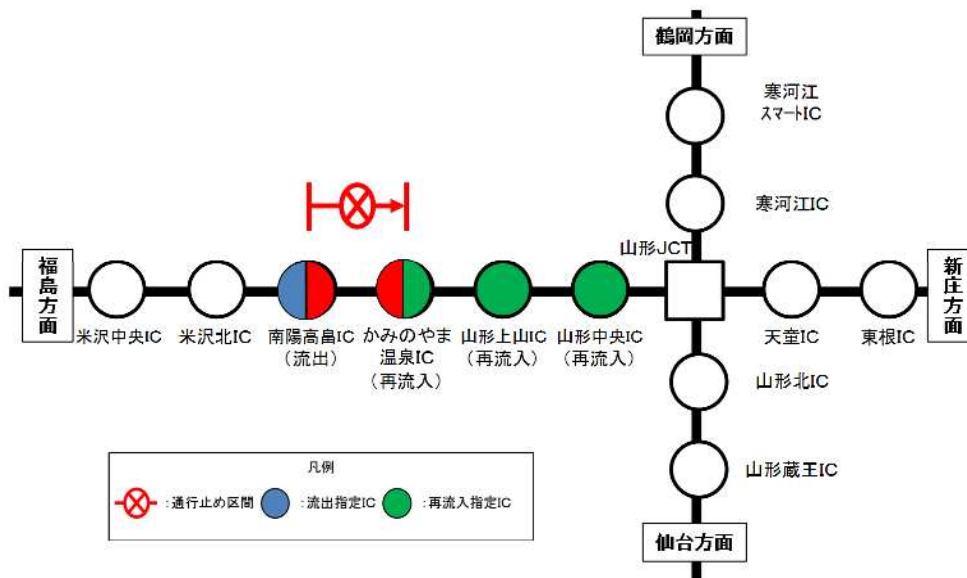 鶴岡方面
寒河江
スマートIC
寒河江IC
山形JCT
福島方面
新庄方面
米沢中央IC
米沢北IC
南陽高畠IC
（流出）
かみのやま
温泉IC
（再流入）
山形上山IC
（再流入）
山形中央IC
（再流入）
天童IC
東根IC
山形北IC
山形蔵王IC
仙台方面
凡例
:通行止め区間
:流出指定IC
:再流入指定IC